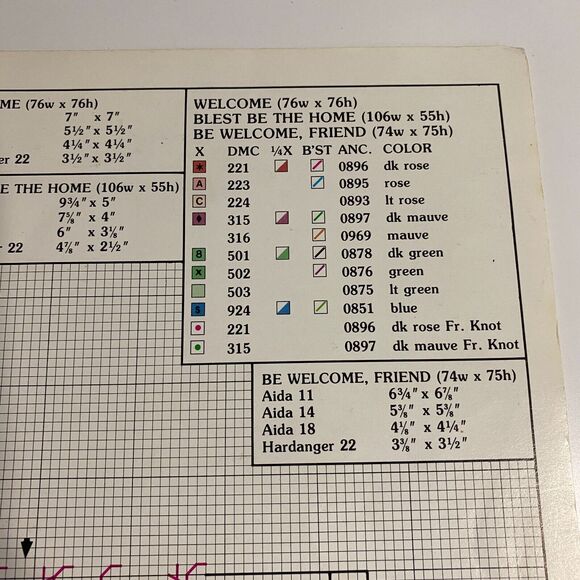 ME (76w x 76h)
7" x 7"
5½" x 5½"
4¼" x 4¼"
er 22 3½" x 3½"
E THE HOME (106w x 55h)
9¾" x 5"
7⅝" x 4"
6" x 3⅛"
22 4⅞" x 2½"
WELCOME (76w x 76h)
BLEST BE THE HOME (106w x 55h)
BE WELCOME, FRIEND (74w x 75h)
X DMC ¼X B'ST ANC. COLOR
221 0896 dk rose
A 223 0895 rose
C 224 0893 lt rose
315 0897 dk mauve
316 0969 mauve
8 501 0878 dk green
X 502 0876 green
503 0875 lt green
S 924 0851 blue
221 0896 dk rose Fr. Knot
315 0897 dk mauve Fr. Knot
BE WELCOME, FRIEND (74w x 75h)
Aida 11 6¾" x 6⅞"
Aida 14 5⅜" x 5⅜"
Aida 18 4⅛" x 4¼"
Hardanger 22 3⅜" x 3½"